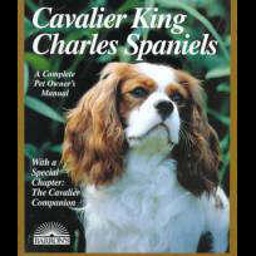 Cavalier King
Charles Spaniels
A Complete
Pet Owner's
Manual
With a
Special
Chapter:
The Cavalier
Companion
BARRON'S